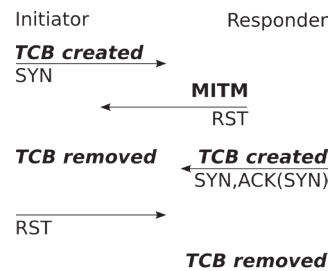 Initiator Responder
TCB created
SYN
MITM
RST
TCB removed TCB created
SYN,ACK(SYN)
RST
TCB removed